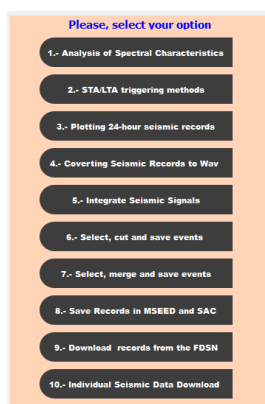 Please, select your option
1.- Analysis of Spectral Characteristics
2.- STA/LTA triggering methods
3.- Plotting 24-hour seismic records
4.- Coverting Seismic Records to Wav
5.- Integrate Seismic Signals
6.- Select, cut and save events
7.- Select, merge and save events
8.- Save Records in MSEED and SAC
9.- Download records from the FDSN
10.- Individual Seismic Data Download